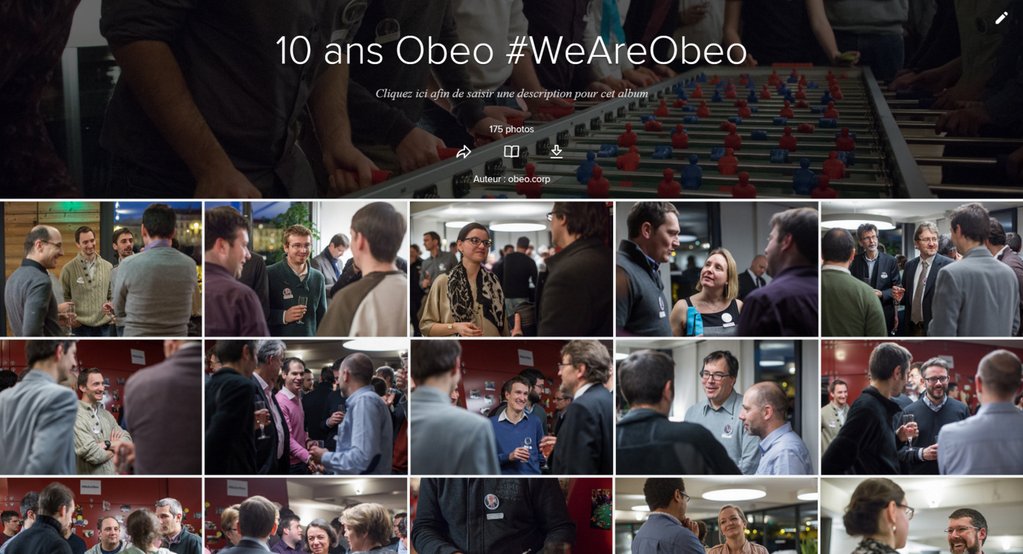 10 ans Obeo #WeAreObeo
Cliquez ici afin de saisir une description pour cet album
175 photos
Auteur : obeo.corp